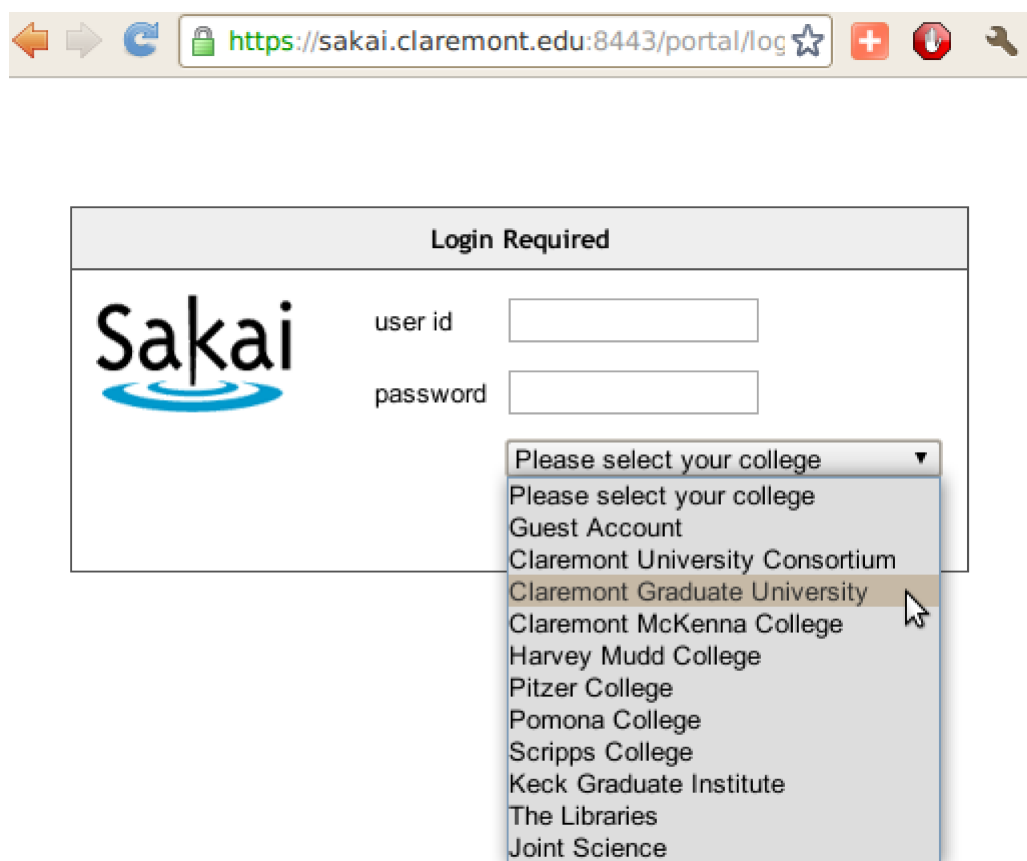 https://sakai.claremont.edu:8443/portal/log
Login Required
Sakai
user id
password
Please select your college
Please select your college
Guest Account
Claremont University Consortium
Claremont Graduate University
Claremont McKenna College
Harvey Mudd College
Pitzer College
Pomona College
Scripps College
Keck Graduate Institute
The Libraries
Joint Science